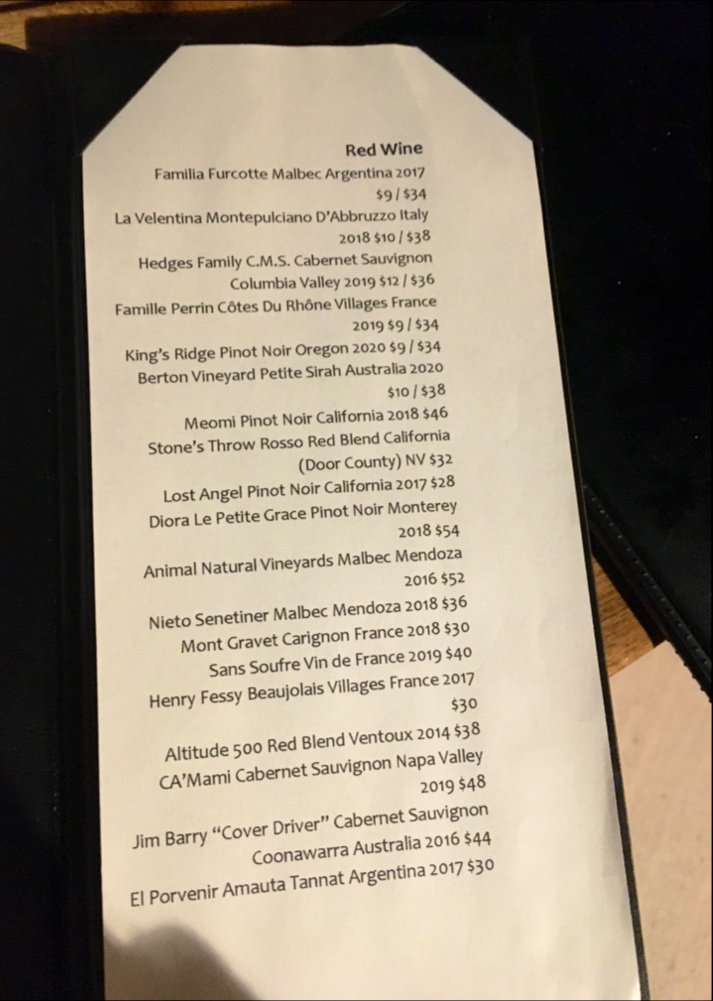 Red Wine
Familia Furcotte Malbec Argentina 2017
$9 / $34
La Velentina Montepulciano D'Abbruzzo Italy
2018 $10 / $38
Hedges Family C.M.S. Cabernet Sauvignon
Columbia Valley 2019 $12 / $36
Famille Perrin Côtes Du Rhône Villages France
2019 $9 / $34
King's Ridge Pinot Noir Oregon 2020 $9 / $34
Berton Vineyard Petite Sirah Australia 2020
$10 / $38
Meomi Pinot Noir California 2018 $46
Stone's Throw Rosso Red Blend California
(Door County) NV $32
Lost Angel Pinot Noir California 2017 $28
Diora Le Petite Grace Pinot Noir Monterey
2018 $54
Animal Natural Vineyards Malbec Mendoza
2016 $52
Nieto Senetiner Malbec Mendoza 2018 $36
Mont Gravet Carignon France 2018 $30
Sans Soufre Vin de France 2019 $40
Henry Fessy Beaujolais Villages France 2017
$30
Altitude 500 Red Blend Ventoux 2014 $38
CA'Mami Cabernet Sauvignon Napa Valley
2019 $48
Jim Barry “Cover Driver” Cabernet Sauvignon
Coonawarra Australia 2016 $44
El Porvenir Amauta Tannat Argentina 2017 $30